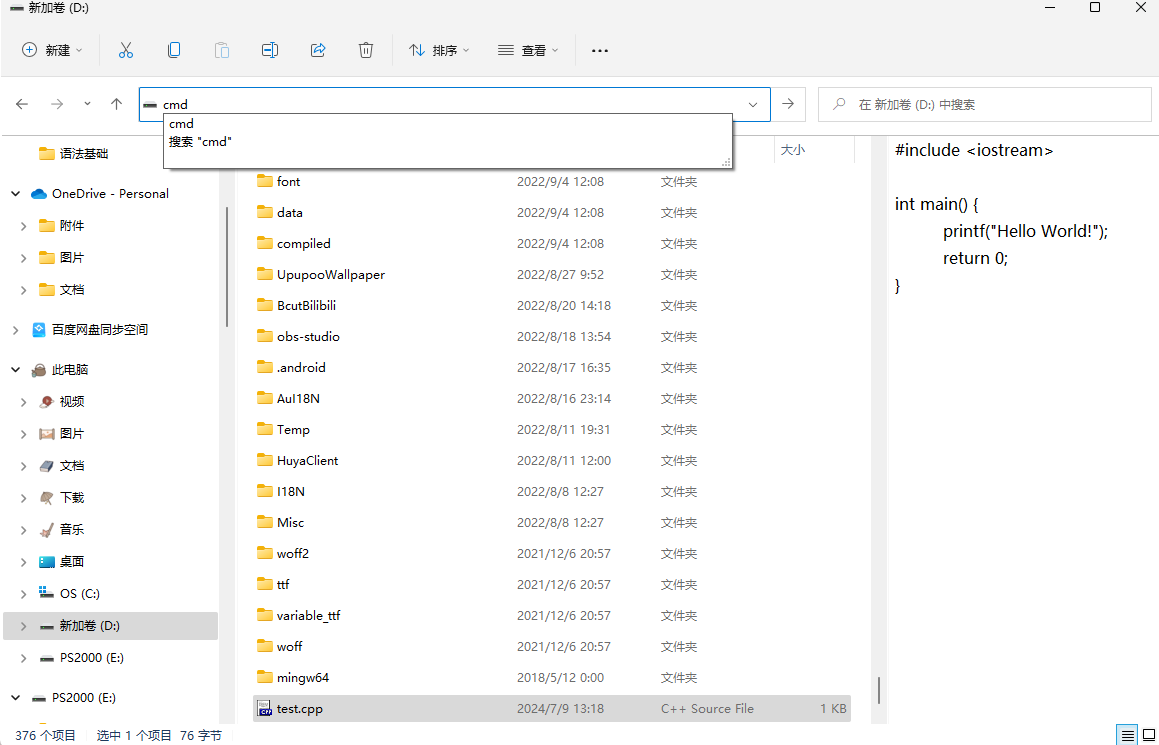 新加卷 (D:)
新建 排序 查看
cmd 在 新加卷 (D:) 中搜索
cmd
搜索 "cmd"
大小
语法基础
OneDrive - Personal
附件
图片
文档
百度网盘同步空间
此电脑
视频
图片
文档
下载
音乐
桌面
OS (C:)
新加卷 (D:)
PS2000 (E:)
PS2000 (E:)
font 2022/9/4 12:08 文件夹
data 2022/9/4 12:08 文件夹
compiled 2022/9/4 12:08 文件夹
UpupooWallpaper 2022/8/27 9:52 文件夹
BcutBilibili 2022/8/20 14:18 文件夹
obs-studio 2022/8/18 13:54 文件夹
.android 2022/8/17 16:35 文件夹
AuI18N 2022/8/16 23:14 文件夹
Temp 2022/8/11 19:31 文件夹
HuyaClient 2022/8/11 12:00 文件夹
I18N 2022/8/8 12:27 文件夹
Misc 2022/8/8 12:27 文件夹
woff2 2021/12/6 20:57 文件夹
ttf 2021/12/6 20:57 文件夹
variable_ttf 2021/12/6 20:57 文件夹
woff 2021/12/6 20:57 文件夹
mingw64 2018/5/12 0:00 文件夹
test.cpp 2024/7/9 13:18 C++ Source File 1 KB
#include <iostream>
int main() {
printf("Hello World!");
return 0;
}
376 个项目 选中 1 个项目 76 字节